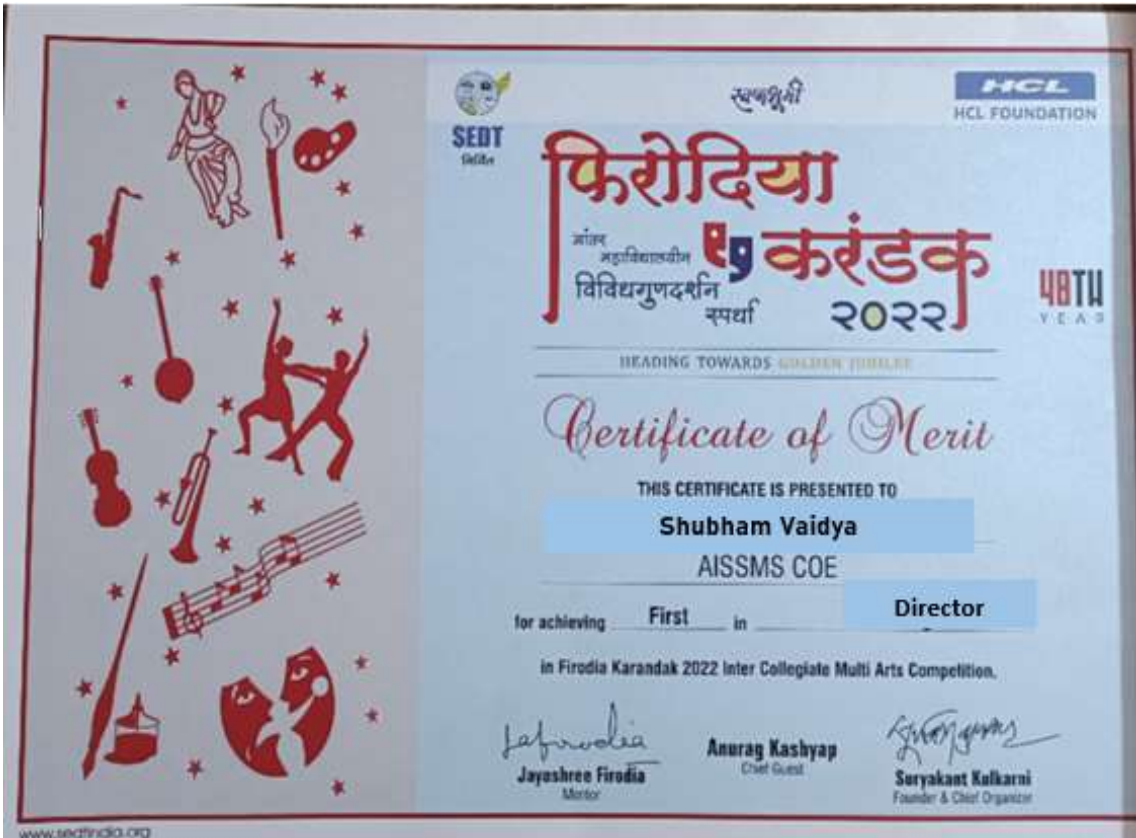 SEDT
निर्मित
स्वप्नभूमी
HCL
HCL FOUNDATION
फिरोदिया
करंडक
आंतर
महाविद्यालयीन
विविधगुणदर्शन
स्पर्धा
२०२२
48TH
YEAR
HEADING TOWARDS GOLDEN JUBILEE
Certificate of Merit
THIS CERTIFICATE IS PRESENTED TO
Shubham Vaidya
AISSMS COE
for achieving First in Director
in Firodia Karandak 2022 Inter Collegiate Multi Arts Competition.
Jayashree Firodia
Mentor
Anurag Kashyap
Chief Guest
Suryakant Kulkarni
Founder & Chief Organizer
www.sedtindia.org